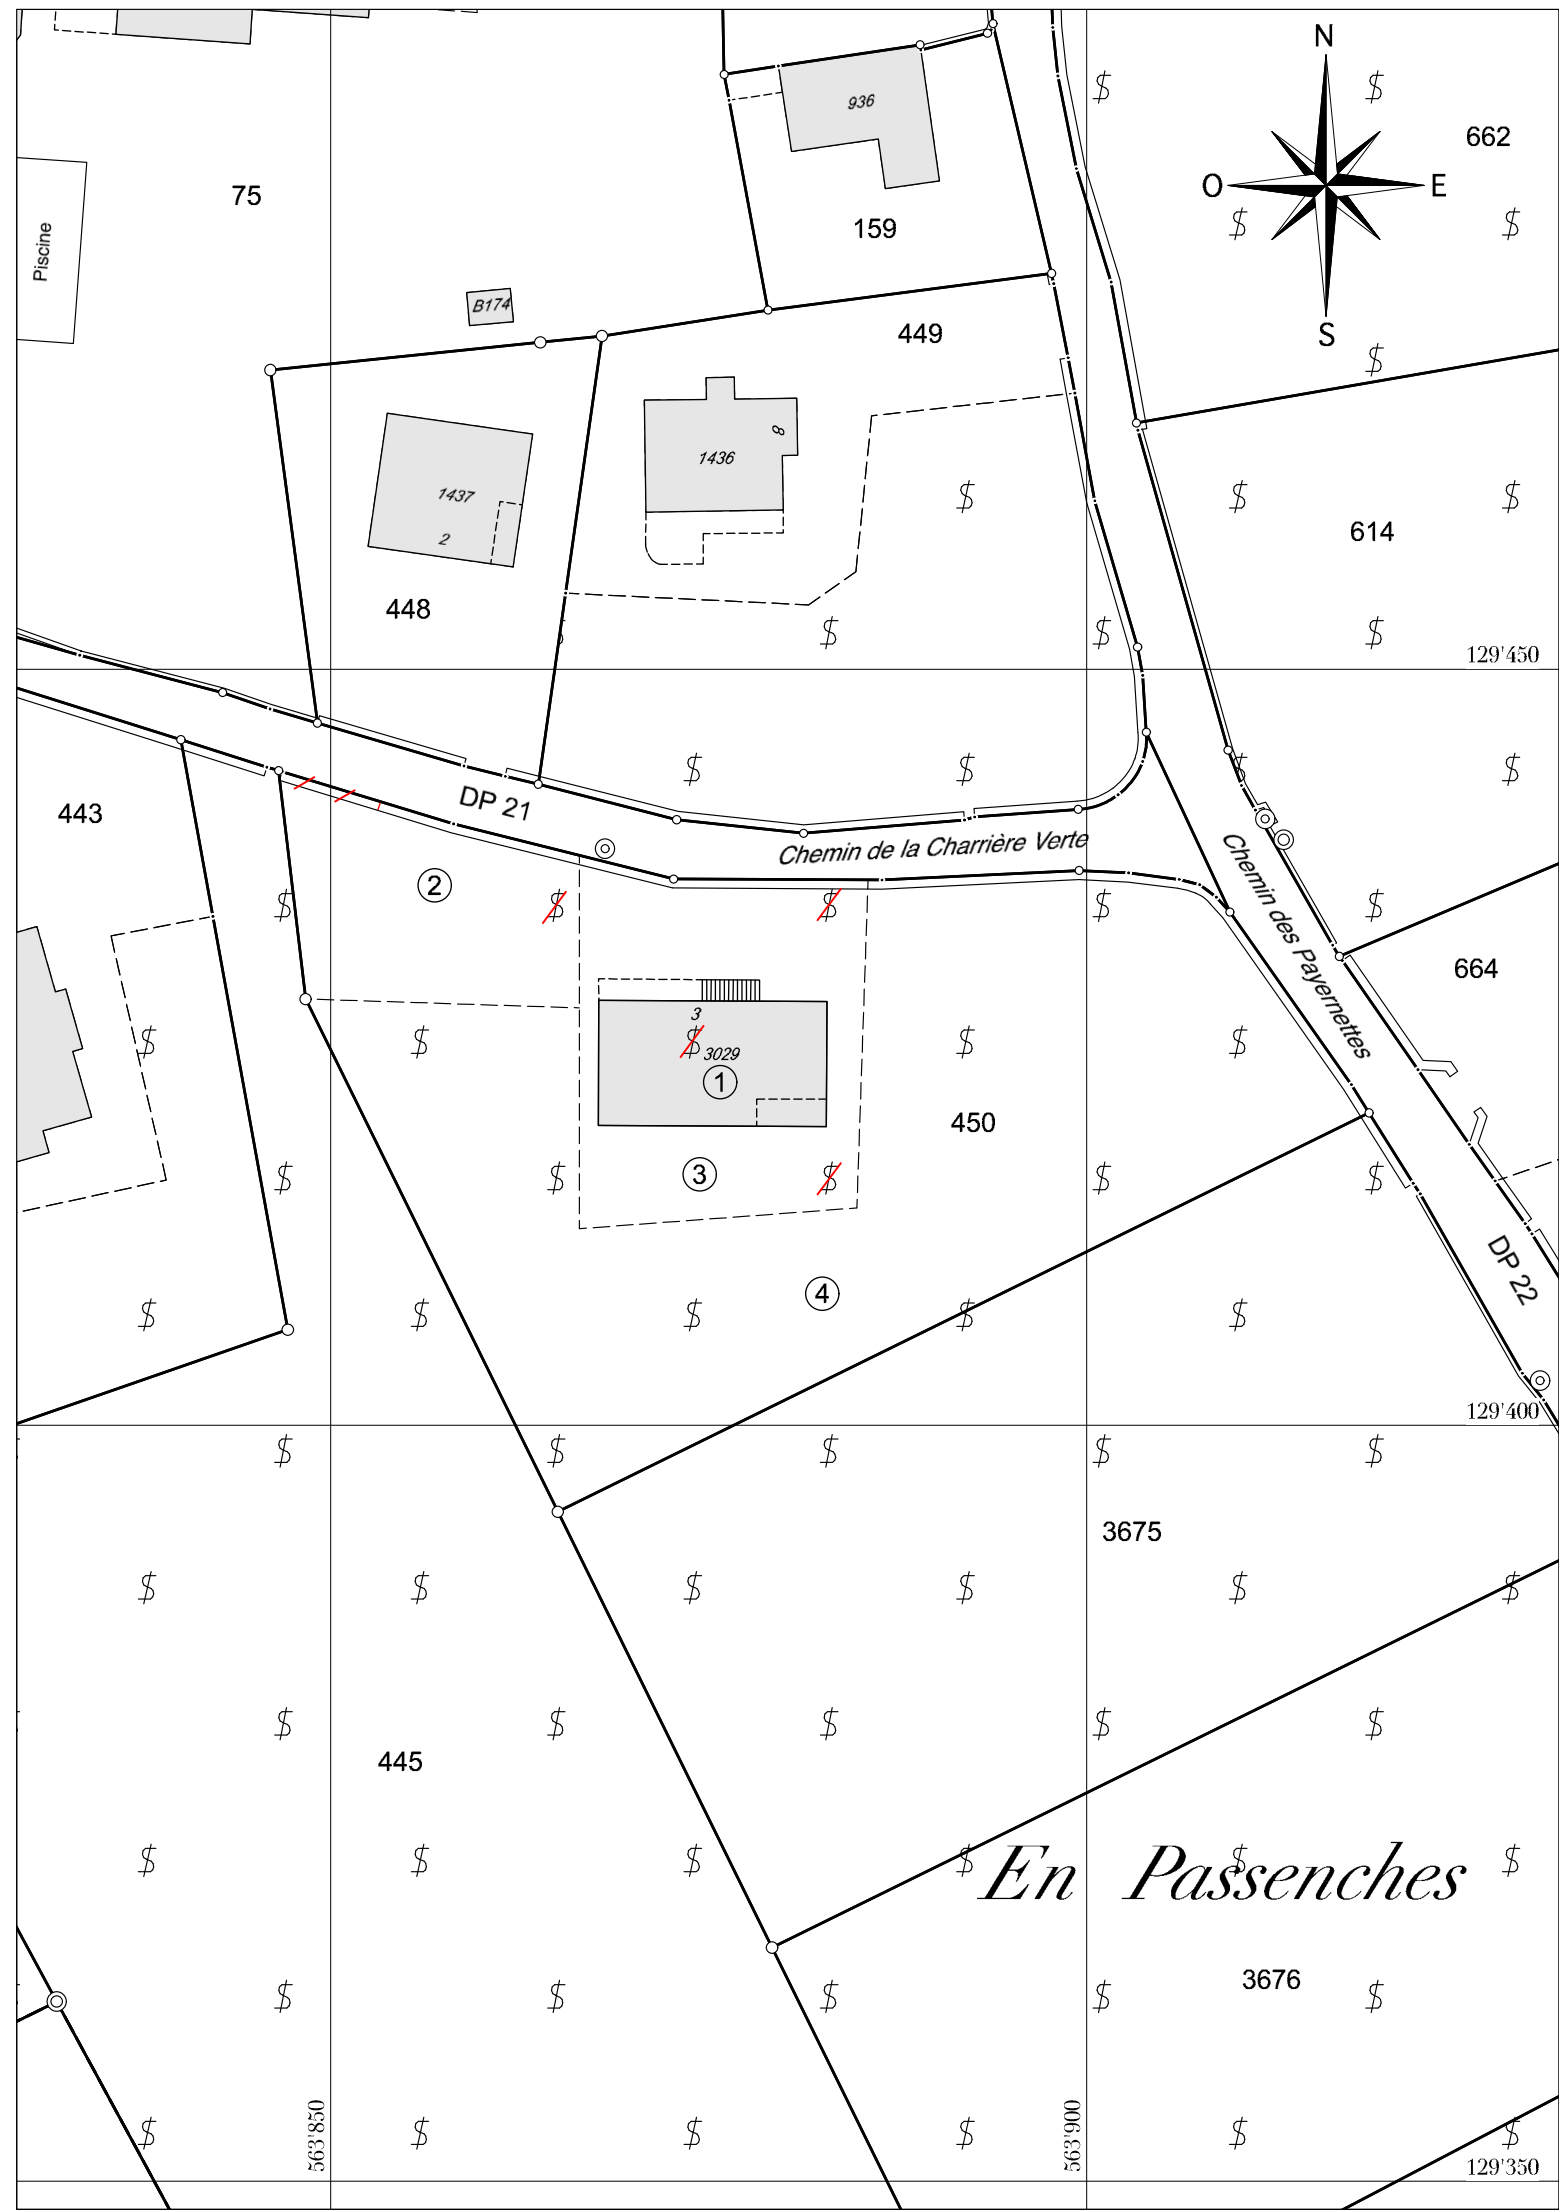 N
936
662
75
O
E
159
Piscine
B174
S
449
8
1436
1437
2
614
448
129'450
DP 21
443
Chemin de la Charrière Verte
2
Chemin des Payernettes
664
3
3029
1
450
3
DP 22
4
129'400
3675
445
En Passenches
3676
563'850
563'900
129'350